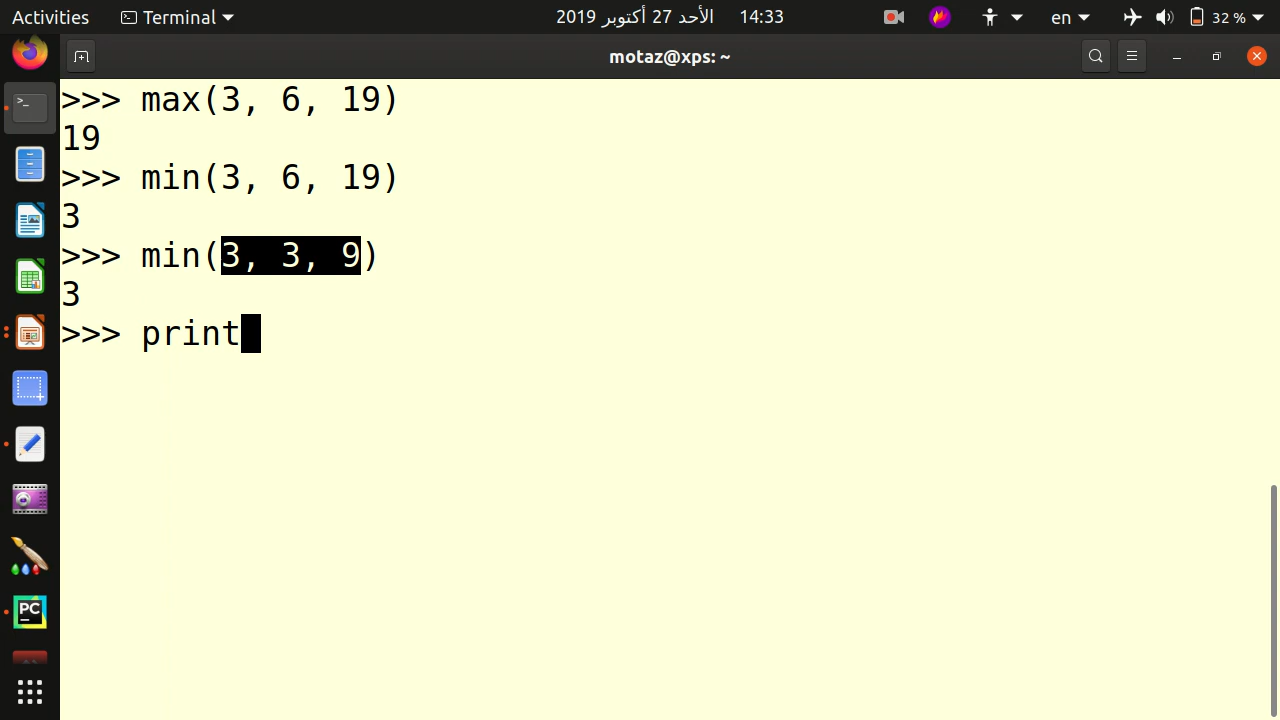 Activities
Terminal
الأحد 27 أكتوبر 2019 14:33
en
32 %
motaz@xps: ~
>>> max(3, 6, 19)
19
>>> min(3, 6, 19)
3
>>> min(3, 3, 9)
3
>>> print
>_
PC